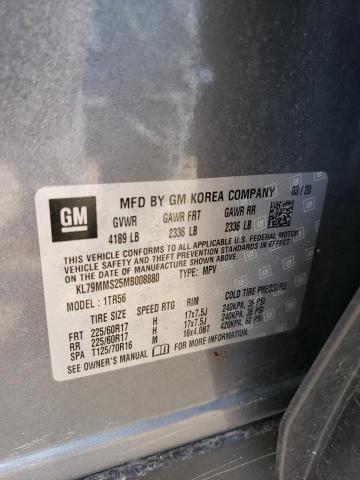 GM
MFD BY GM KOREA COMPANY 03/20
GVWR GAWR FRT GAWR RR
4189 LB 2336 LB 2336 LB
THIS VEHICLE CONFORMS TO ALL APPLICABLE U.S. FEDERAL MOTOR
VEHICLE SAFETY, BUMPER, AND THEFT PREVENTION STANDARDS IN EFFECT
ON THE DATE OF MANUFACTURE SHOWN ABOVE.
KL79MMS25MB008880 TYPE: MPV
MODEL: 1TR56
TIRE SIZE SPEED RTG RIM COLD TIRE PRESSURE
FRT 225/60R17 H 17x7.5J 240KPA, 35 PSI
RR 225/60R17 H 17x7.5J 240KPA, 35 PSI
SPA T125/70R16 16x4.0BT 420KPA, 60 PSI
SEE OWNER'S MANUAL FOR ADDITIONAL INFORMATION